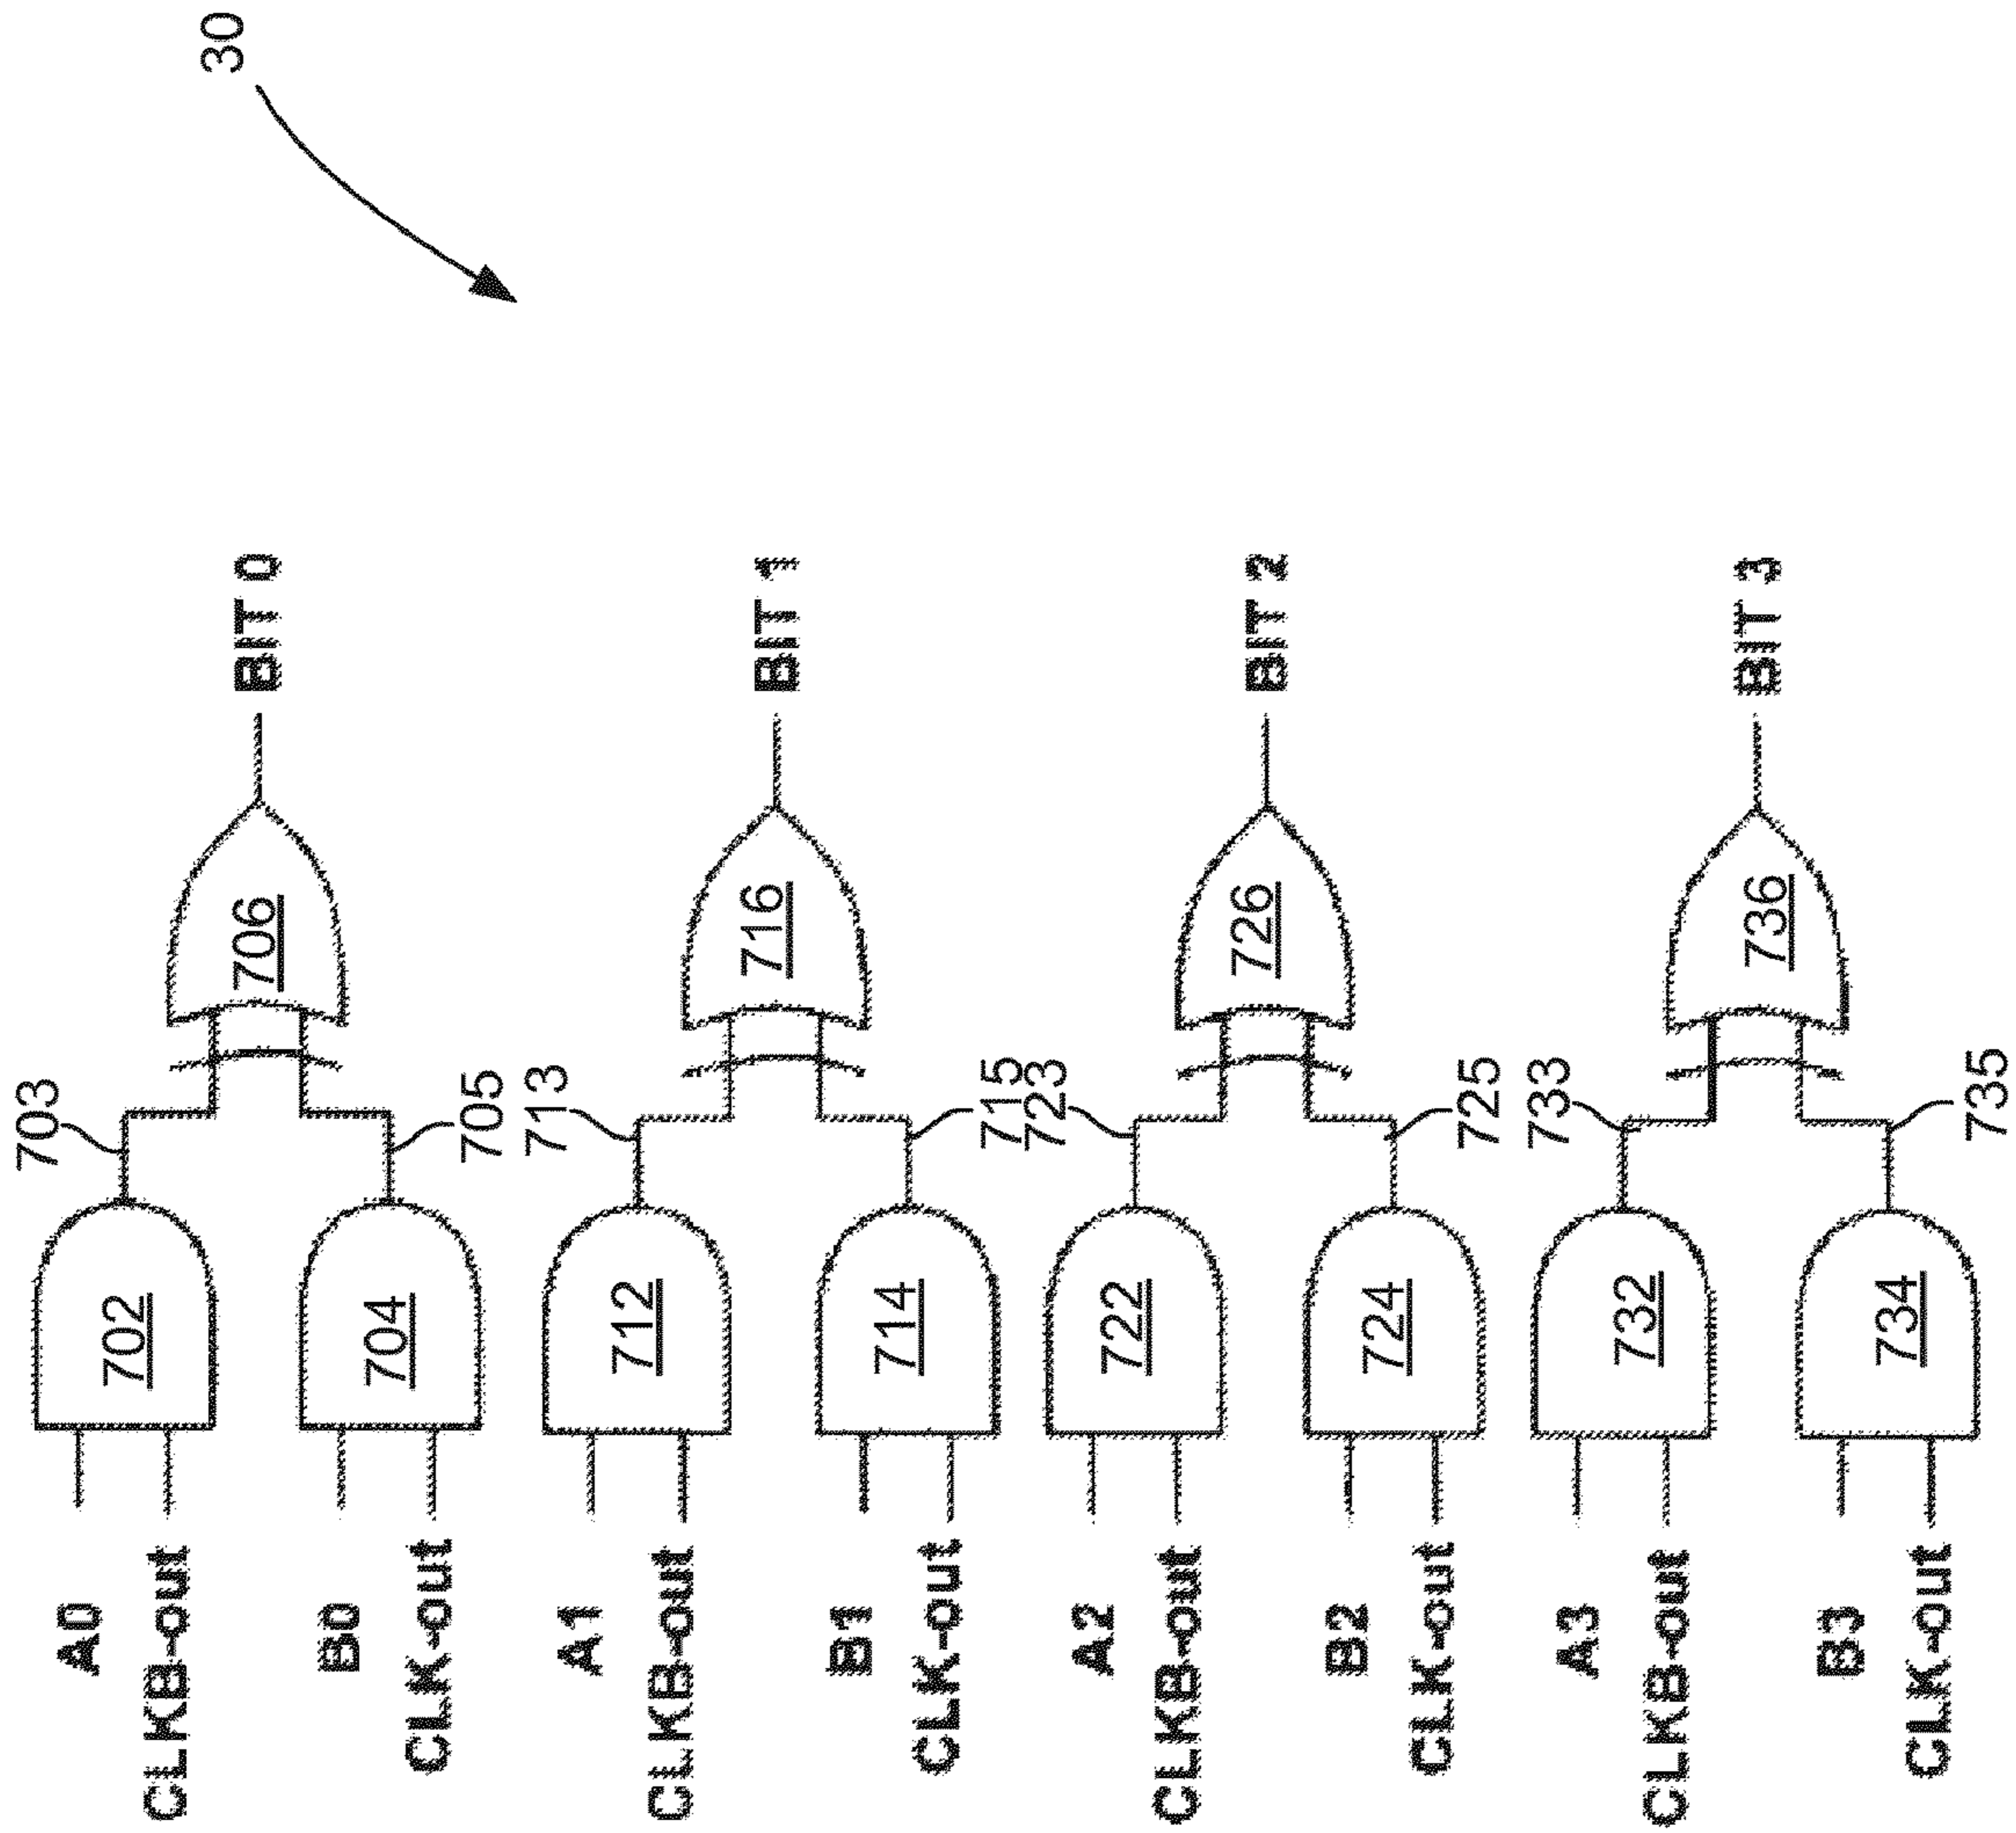 30
A0
CLKB-out
702
703
B0
CLK-out
704
705
706
BIT 0
A1
CLKB-out
712
713
B1
CLK-out
714
715
716
BIT 1
A2
CLKB-out
722
723
B2
CLK-out
724
725
726
BIT 2
A3
CLKB-out
732
733
B3
CLK-out
734
735
736
BIT 3